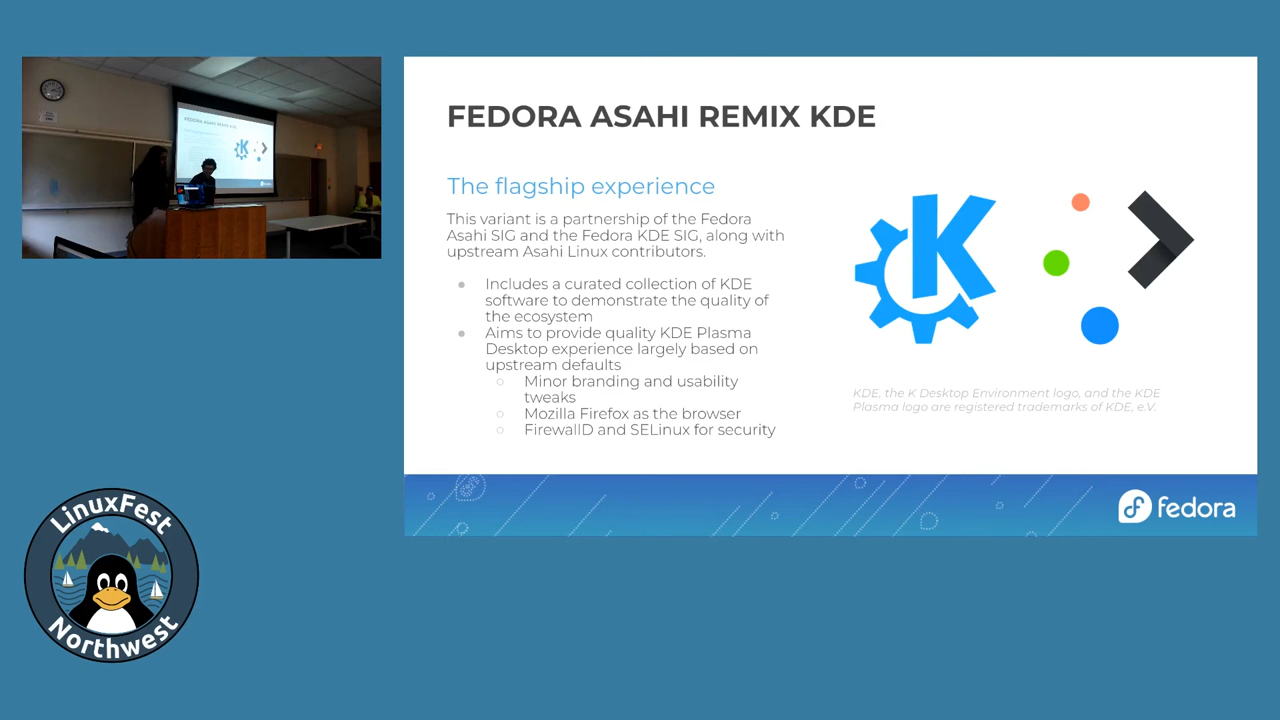 FEDORA ASAHI REMIX KDE
FEDORA ASAHI REMIX KDE
The flagship experience
This variant is a partnership of the Fedora
Asahi SIG and the Fedora KDE SIG, along with
upstream Asahi Linux contributors.
● Includes a curated collection of KDE
software to demonstrate the quality of
the ecosystem
● Aims to provide quality KDE Plasma
Desktop experience largely based on
upstream defaults
○ Minor branding and usability
tweaks
○ Mozilla Firefox as the browser
○ FirewallD and SELinux for security
K
KDE, the K Desktop Environment logo, and the KDE
Plasma logo are registered trademarks of KDE, e.V.
fedora
LinuxFest
Northwest